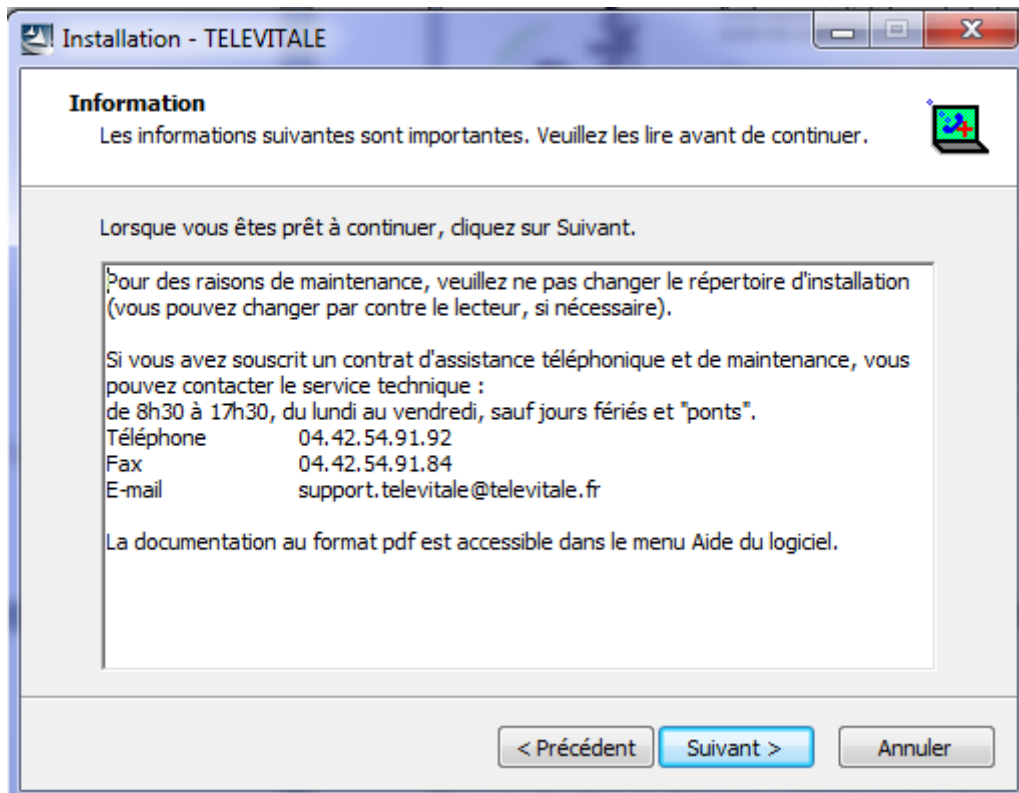 Installation - TELEVITALE
Information
Les informations suivantes sont importantes. Veuillez les lire avant de continuer.
Lorsque vous êtes prêt à continuer, cliquez sur Suivant.
Pour des raisons de maintenance, veuillez ne pas changer le répertoire d'installation
(vous pouvez changer par contre le lecteur, si nécessaire).
Si vous avez souscrit un contrat d'assistance téléphonique et de maintenance, vous
pouvez contacter le service technique :
de 8h30 à 17h30, du lundi au vendredi, sauf jours fériés et "ponts".
Téléphone 04.42.54.91.92
Fax 04.42.54.91.84
E-mail support.televitale@televitale.fr
La documentation au format pdf est accessible dans le menu Aide du logiciel.
< Précédent Suivant > Annuler